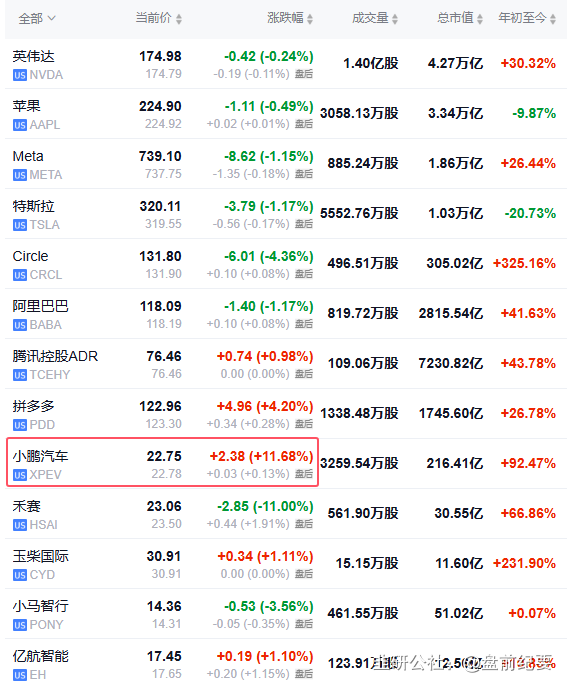 全部 当前价 涨跌幅 成交量 总市值 年初至今
英伟达 174.98 -0.42 (-0.24%) 1.40亿股 4.27万亿 +30.32%
US NVDA 174.79 -0.19 (-0.11%) 盘后
苹果 224.90 -1.11 (-0.49%) 3058.13万股 3.34万亿 -9.87%
US AAPL 224.92 +0.02 (+0.01%) 盘后
Meta 739.10 -8.62 (-1.15%) 885.24万股 1.86万亿 +26.44%
US META 737.75 -1.35 (-0.18%) 盘后
特斯拉 320.11 -3.79 (-1.17%) 5552.76万股 1.03万亿 -20.73%
US TSLA 319.55 -0.56 (-0.17%) 盘后
Circle 131.80 -6.01 (-4.36%) 496.51万股 305.02亿 +325.16%
US CRCL 131.90 +0.10 (+0.08%) 盘后
阿里巴巴 118.09 -1.40 (-1.17%) 819.72万股 2815.54亿 +41.63%
US BABA 118.19 +0.10 (+0.08%) 盘后
腾讯控股ADR 76.46 +0.74 (+0.98%) 109.06万股 7230.82亿 +43.78%
US TCEHY 76.46 0.00 (0.00%) 盘后
拼多多 122.96 +4.96 (+4.20%) 1338.48万股 1745.60亿 +26.78%
US PDD 123.30 +0.34 (+0.28%) 盘后
小鹏汽车 22.75 +2.38 (+11.68%) 3259.54万股 216.41亿 +92.47%
US XPEV 22.78 +0.03 (+0.13%) 盘后
禾赛 23.06 -2.85 (-11.00%) 561.90万股 30.55亿 +66.86%
US HSAI 23.50 +0.44 (+1.91%) 盘后
玉柴国际 30.91 +0.34 (+1.11%) 15.15万股 11.60亿 +231.90%
US CYD 30.91 0.00 (0.00%) 盘后
小马智行 14.36 -0.53 (-3.56%) 461.55万股 51.02亿 +0.07%
US PONY 14.31 -0.05 (-0.35%) 盘后
亿航智能 17.45 +0.19 (+1.10%) 123.91万股
US EH 17.65 +0.20 (+1.15%) 盘后
@盘前纪要